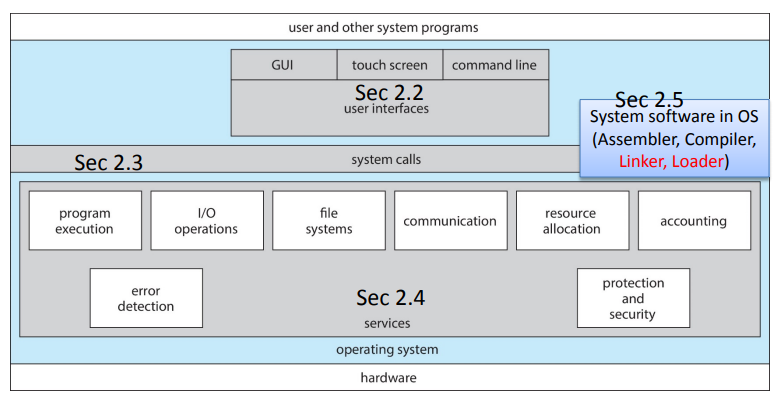 user and other system programs
GUI
touch screen
command line
Sec 2.2
user interfaces
Sec 2.5
System software in OS
(Assembler, Compiler,
Linker, Loader)
Sec 2.3
system calls
program
execution
I/O
operations
file
systems
communication
resource
allocation
accounting
error
detection
Sec 2.4
services
protection
and
security
operating system
hardware